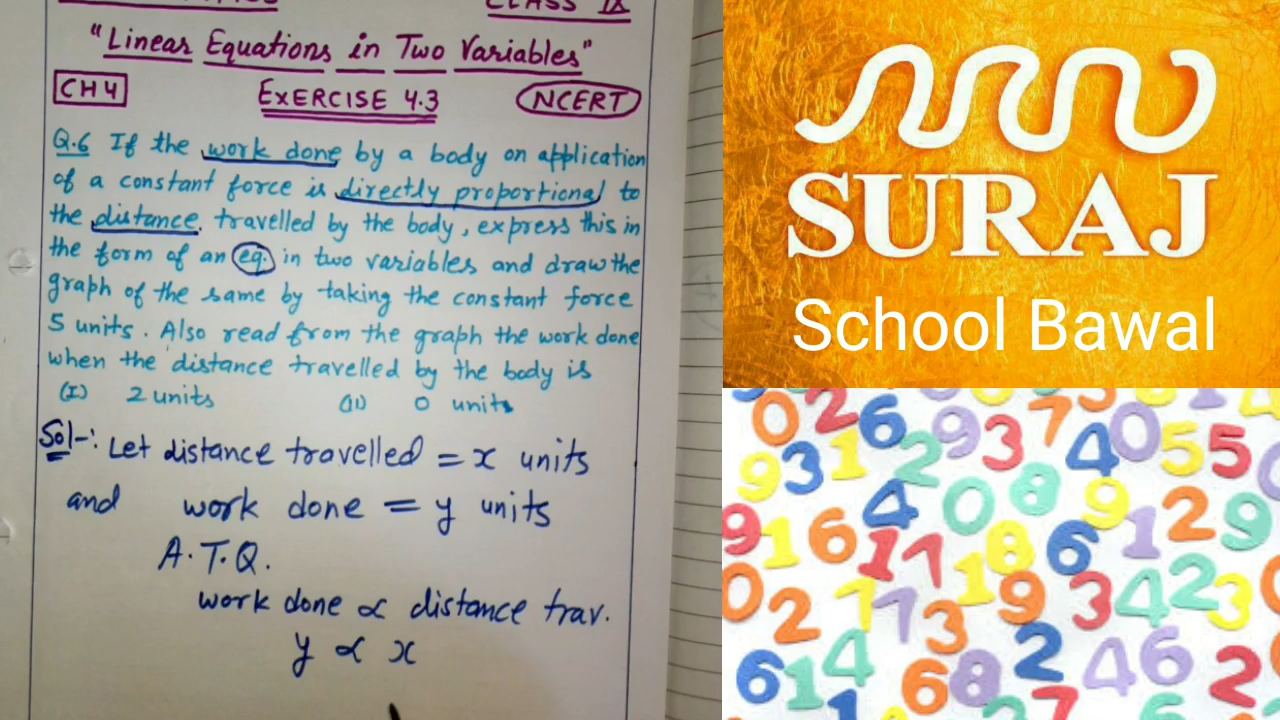 CLASS IX
"Linear Equations in Two Variables"
CH 4 EXERCISE 4.3 NCERT
Q.6 If the work done by a body on application
of a constant force is directly proportional to
the distance travelled by the body, express this in
the form of an eq. in two variables and draw the
graph of the same by taking the constant force
5 units. Also read from the graph the work done
when the distance travelled by the body is
(I) 2 units (II) 0 units
Sol-: Let distance travelled = x units
and work done = y units
A.T.Q.
work done ∝ distance trav.
y ∝ x
SURAJ
School Bawal